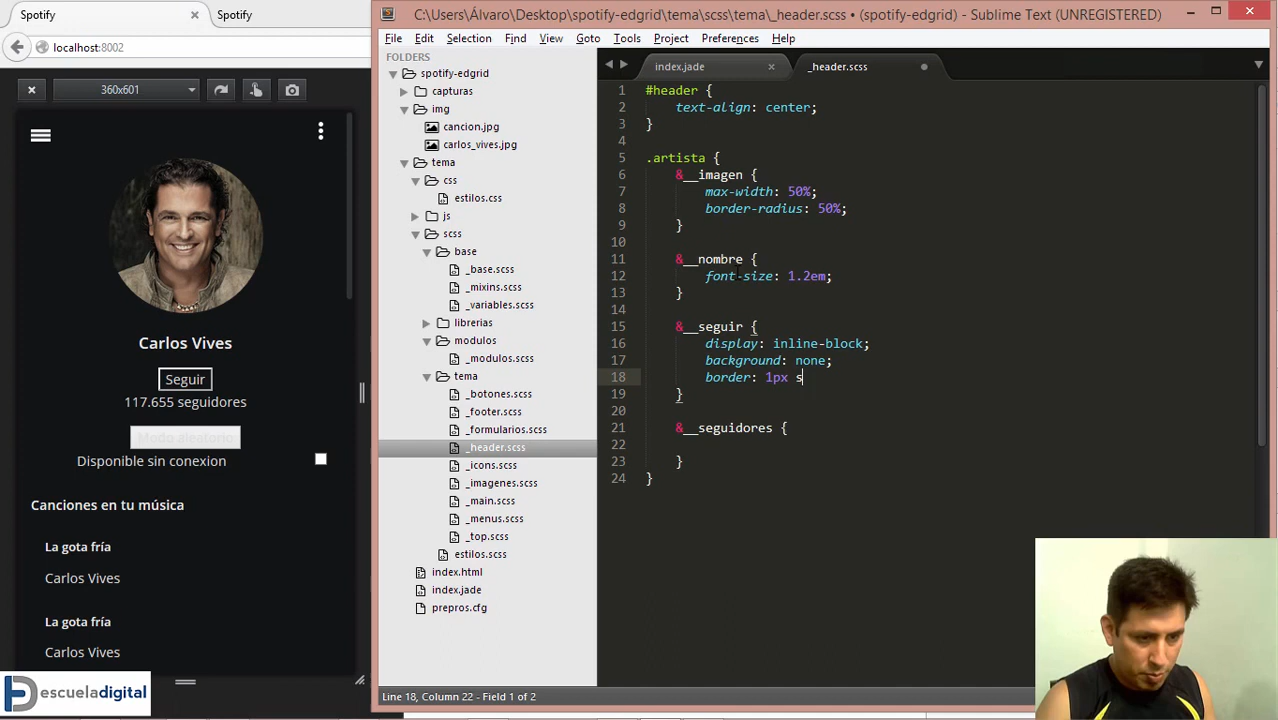 Spotify
Spotify
localhost:8002
360x601
Carlos Vives
Seguir
117.655 seguidores
Modo aleatorio
Disponible sin conexion
Canciones en tu música
La gota fría
Carlos Vives
La gota fría
Carlos Vives
escueladigital
C:\Users\Álvaro\Desktop\spotify-edgrid\tema\scss\tema\_header.scss • (spotify-edgrid) - Sublime Text (UNREGISTERED)
File Edit Selection Find View Goto Tools Project Preferences Help
FOLDERS
spotify-edgrid
capturas
img
cancion.jpg
carlos_vives.jpg
tema
css
estilos.css
js
scss
base
_base.scss
_mixins.scss
_variables.scss
librerias
modulos
_modulos.scss
tema
_botones.scss
_footer.scss
_formularios.scss
_header.scss
_icons.scss
_imagenes.scss
_main.scss
_menus.scss
_top.scss
estilos.scss
index.html
index.jade
prepros.cfg
index.jade
_header.scss
1 #header {
2 text-align: center;
3 }
4
5 .artista {
6 &__imagen {
7 max-width: 50%;
8 border-radius: 50%;
9 }
10
11 &__nombre {
12 font-size: 1.2em;
13 }
14
15 &__seguir {
16 display: inline-block;
17 background: none;
18 border: 1px s
19 }
20
21 &__seguidores {
22
23 }
24 }
Line 18, Column 22 - Field 1 of 2